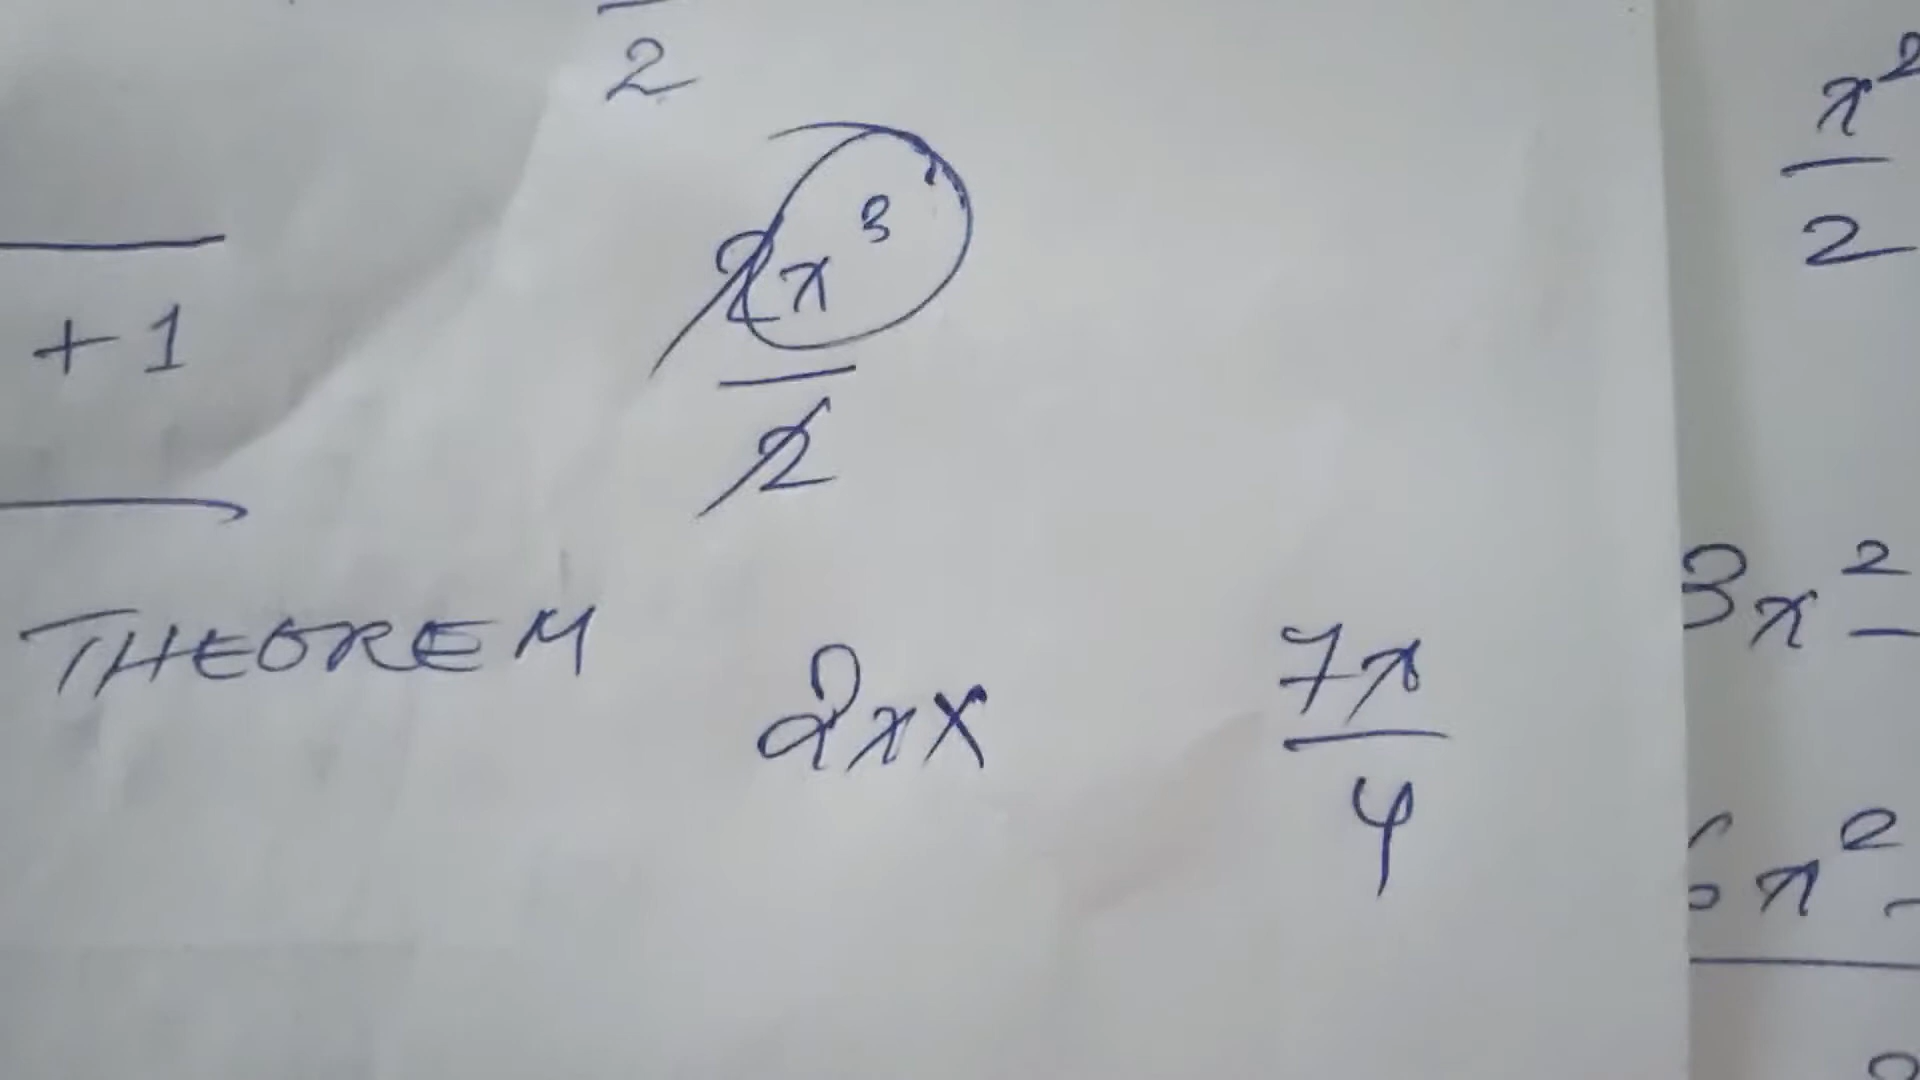 2
2x³
2
+ 1
THEOREM
2xx
7x
4
x²
2
3x² -
6x² -